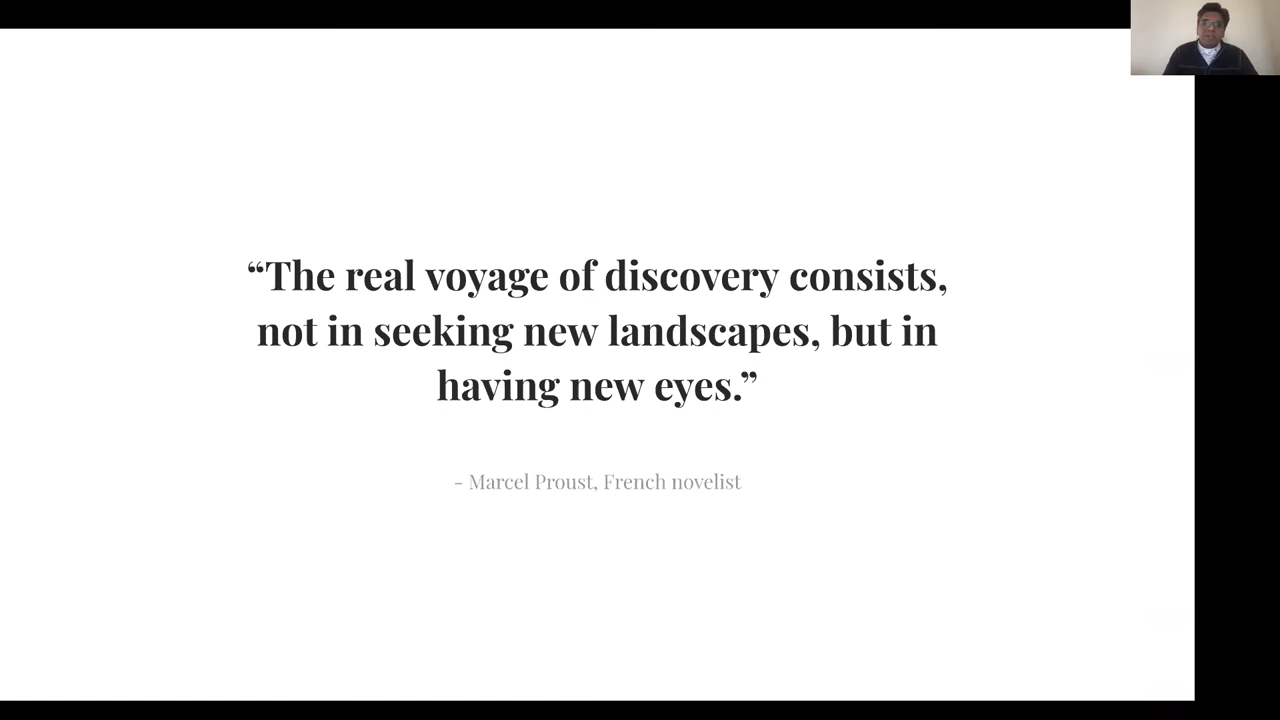 “The real voyage of discovery consists,
not in seeking new landscapes, but in
having new eyes.”
- Marcel Proust, French novelist